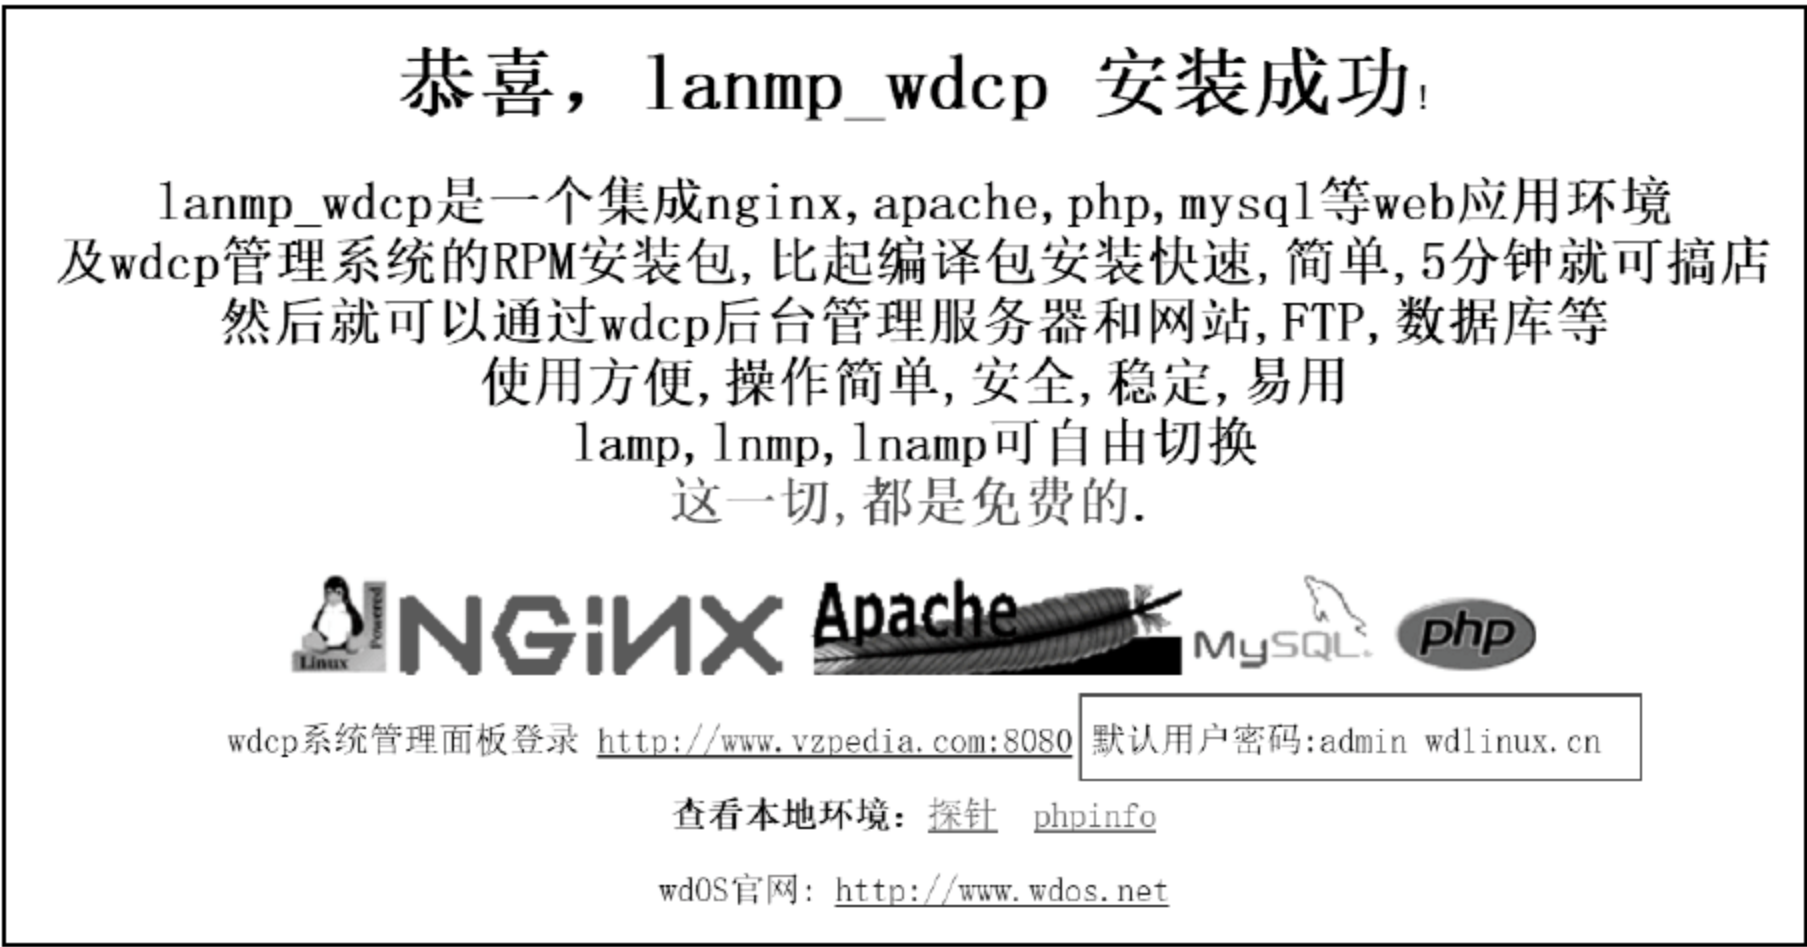 恭喜，lanmp_wdcp 安装成功!
lanmp_wdcp是一个集成nginx,apache,php,mysql等web应用环境
及wdcp管理系统的RPM安装包,比起编译包安装快速,简单,5分钟就可搞店
然后就可以通过wdcp后台管理服务器和网站,FTP,数据库等
使用方便,操作简单,安全,稳定,易用
lamp,lnmp,lnamp可自由切换
这一切,都是免费的.
Linux Powered NGiNX Apache MySQL php
wdcp系统管理面板登录 http://www.vzpedia.com:8080 默认用户密码:admin wdlinux.cn
查看本地环境：探针 phpinfo
wdOS官网: http://www.wdos.net